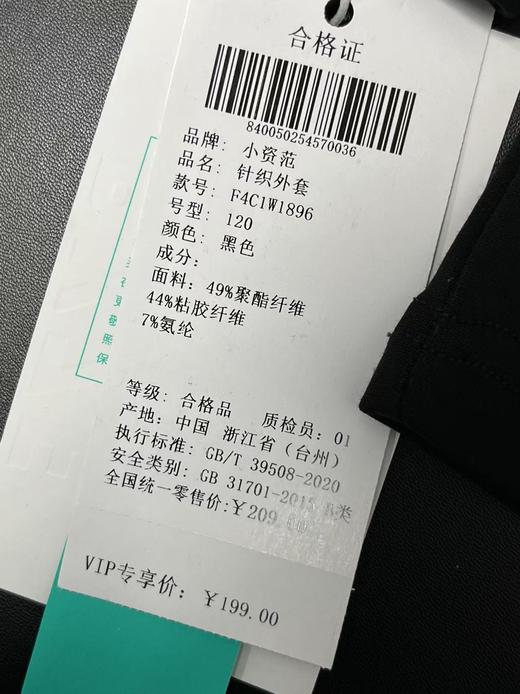 合格证
840050254570036
品牌：小资范
品名：针织外套
款号：F4C1W1896
号型：120
颜色：黑色
成分：
面料：49%聚酯纤维
44%粘胶纤维
7%氨纶
等级：合格品 质检员：01
产地：中国 浙江省（台州）
执行标准：GB/T 39508-2020
安全类别：GB 31701-2015 类
全国统一零售价：￥209.00
VIP专享价：￥199.00